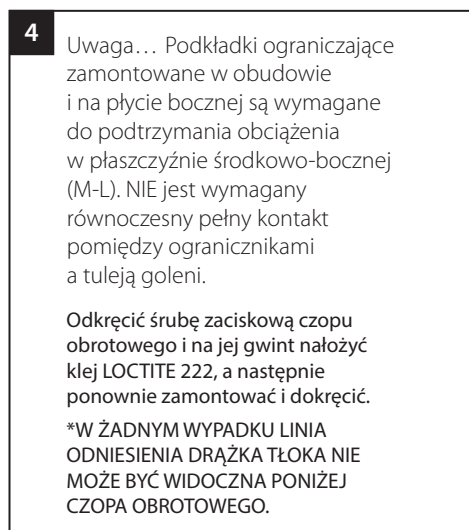 4
Uwaga… Podkładki ograniczające
zamontowane w obudowie
i na płycie bocznej są wymagane
do podtrzymania obciążenia
w płaszczyźnie środkowo-bocznej
(M-L). NIE jest wymagany
równoczesny pełny kontakt
pomiędzy ogranicznikami
a tuleją goleni.
Odkręcić śrubę zaciskową czopu
obrotowego i na jej gwint nałożyć
klej LOCTITE 222, a następnie
ponownie zamontować i dokręcić.
*W ŻADNYM WYPADKU LINIA
ODNIESIENIA DRĄŻKA TŁOKA NIE
MOŻE BYĆ WIDOCZNA PONIŻEJ
CZOPA OBROTOWEGO.